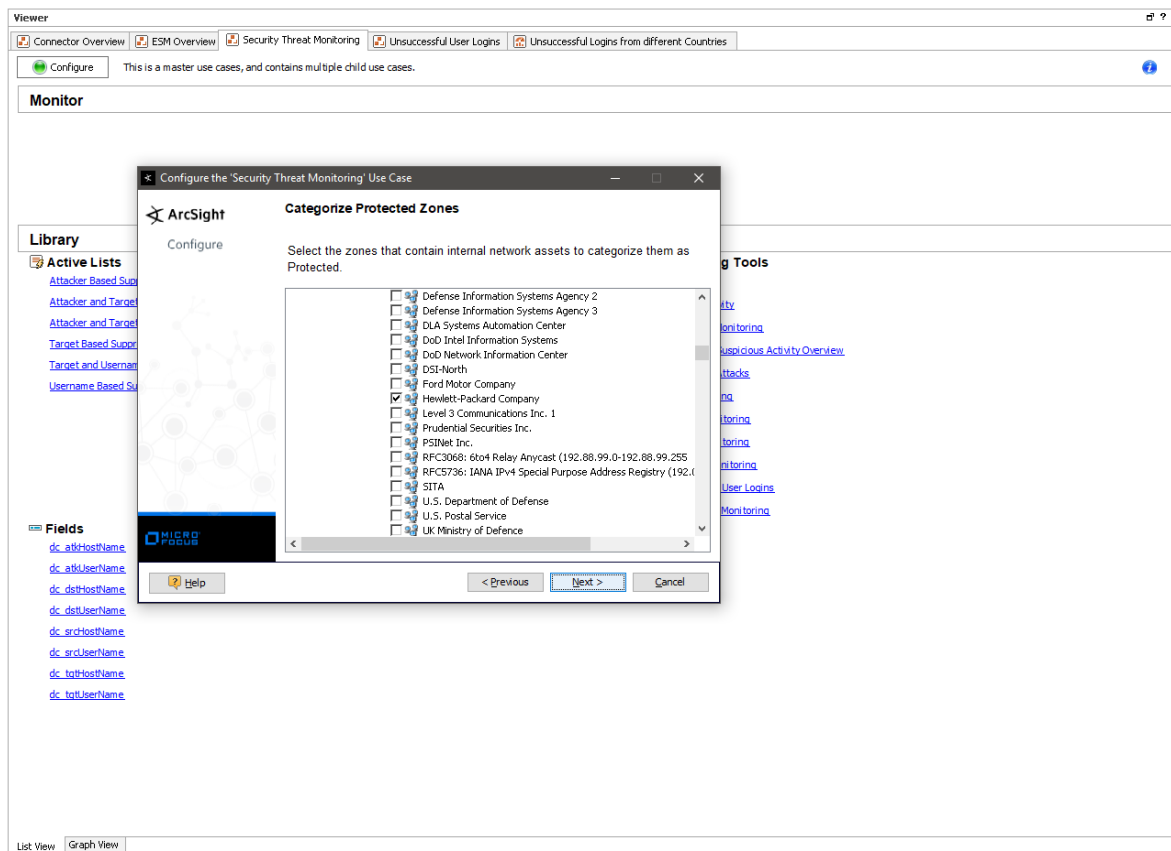 Viewer
?
Connector Overview
ESM Overview
Security Threat Monitoring
Unsuccessful User Logins
Unsuccessful Logins from different Countries
Configure
This is a master use cases, and contains multiple child use cases.
Monitor
Configure the 'Security Threat Monitoring' Use Case
ArcSight
Configure
Categorize Protected Zones
Select the zones that contain internal network assets to categorize them as
Protected.
Defense Information Systems Agency 2
Defense Information Systems Agency 3
DLA Systems Automation Center
DoD Intel Information Systems
DoD Network Information Center
DSI-North
Ford Motor Company
Hewlett-Packard Company
Level 3 Communications Inc. 1
Prudential Securities Inc.
PSINet Inc.
RFC3068: 6to4 Relay Anycast (192.88.99.0-192.88.99.255
RFC5736: IANA IPv4 Special Purpose Address Registry (192.0
SITA
U.S. Department of Defense
U.S. Postal Service
UK Ministry of Defence
MICRO
FOCUS
Help
< Previous
Next >
Cancel
Library
Active Lists
Attacker Based Supp
Attacker and Target
Attacker and Target
Target Based Suppr
Target and Usernam
Username Based Su
g Tools
ity
onitoring
uspicious Activity Overview
ttacks
ng
itoring
toring
nitoring
User Logins
Monitoring
Fields
dc_atkHostName
dc_atkUserName
dc_dstHostName
dc_dstUserName
dc_srcHostName
dc_srcUserName
dc_tgtHostName
dc_tgtUserName
List View
Graph View